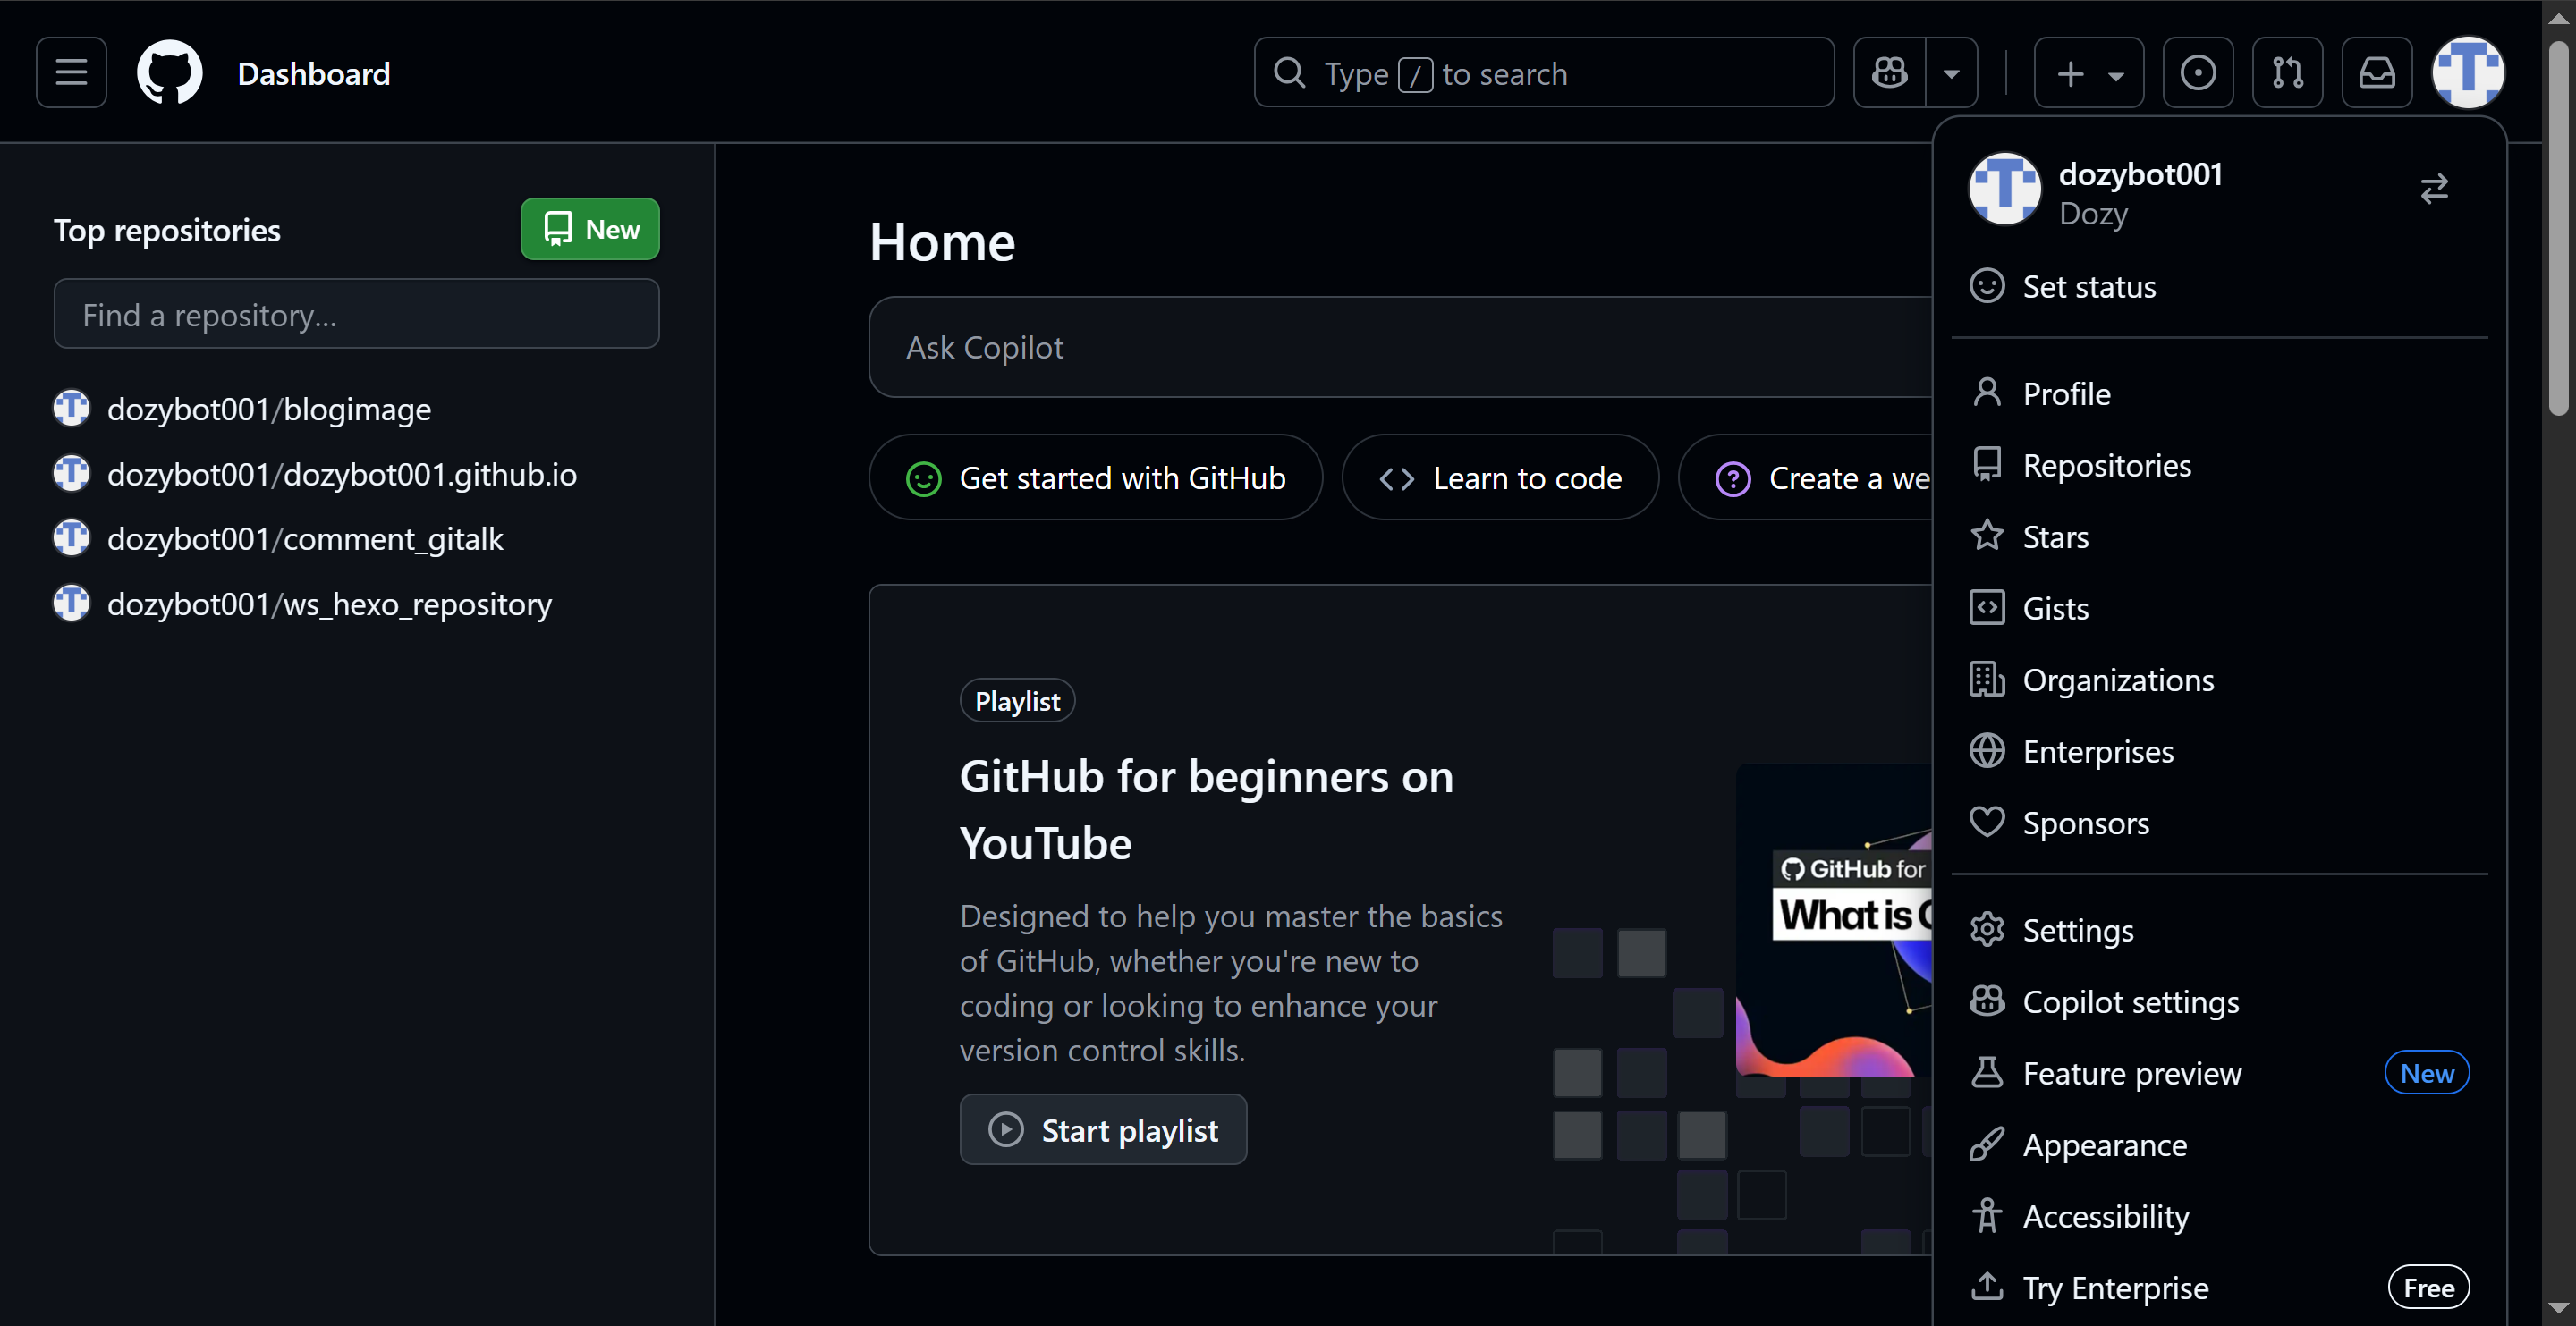 Dashboard
Type / to search
Top repositories
New
Find a repository...
dozybot001/blogimage
dozybot001/dozybot001.github.io
dozybot001/comment_gitalk
dozybot001/ws_hexo_repository
Home
Ask Copilot
Get started with GitHub
Learn to code
Create a we
Playlist
GitHub for beginners on
YouTube
Designed to help you master the basics
of GitHub, whether you're new to
coding or looking to enhance your
version control skills.
Start playlist
GitHub for
What is
dozybot001
Dozy
Set status
Profile
Repositories
Stars
Gists
Organizations
Enterprises
Sponsors
Settings
Copilot settings
Feature preview New
Appearance
Accessibility
Try Enterprise Free